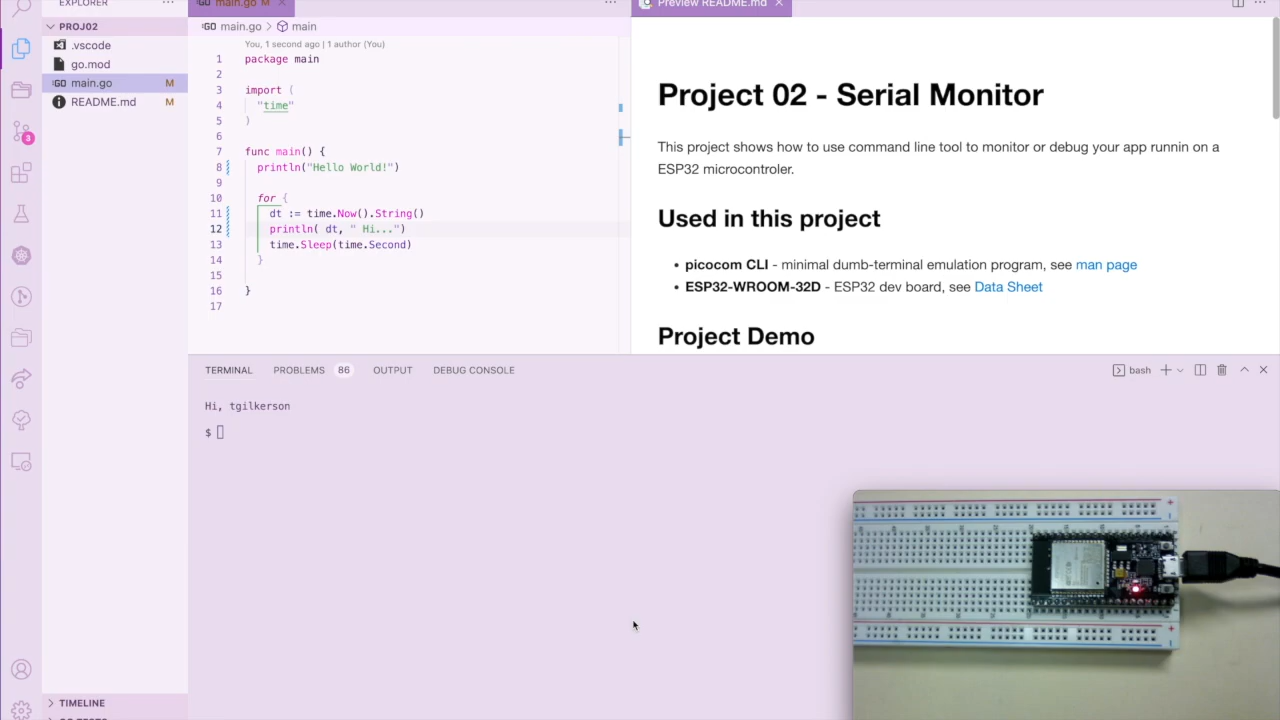 EXPLORER
PROJ02
.vscode
go.mod
main.go M
README.md M
3
TIMELINE
main.go M
main.go > main
You, 1 second ago | 1 author (You)
1 package main
2
3 import (
4 "time"
5 )
6
7 func main() {
8 println("Hello World!")
9
10 for {
11 dt := time.Now().String()
12 println( dt, " Hi...")
13 time.Sleep(time.Second)
14 }
15
16 }
17
Preview README.md
Project 02 - Serial Monitor
This project shows how to use command line tool to monitor or debug your app runnin on a
ESP32 microcontroler.
Used in this project
• picocom CLI - minimal dumb-terminal emulation program, see man page
• ESP32-WROOM-32D - ESP32 dev board, see Data Sheet
Project Demo
TERMINAL PROBLEMS 86 OUTPUT DEBUG CONSOLE
bash
Hi, tgilkerson
$